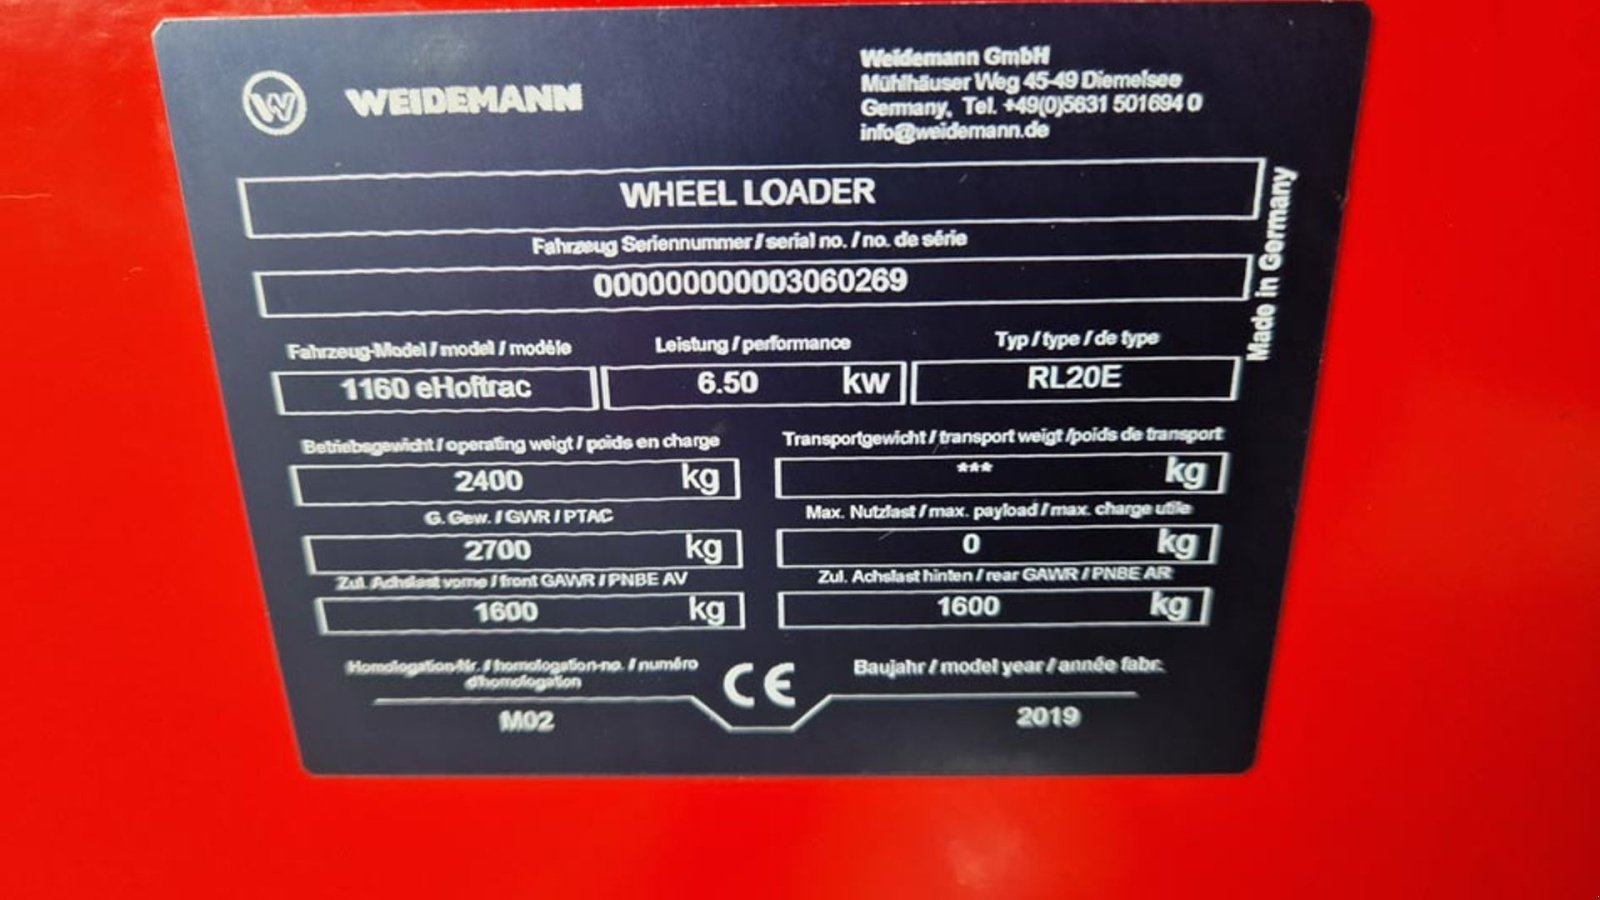 W WEIDEMANN
Weidemann GmbH
Mühlhäuser Weg 45-49 Diemelsee
Germany, Tel. +49(0)5631 501694 0
info@weidemann.de
WHEEL LOADER
Fahrzeug Seriennummer / serial no. / no. de série
000000000003060269
Made in Germany
Fahrzeug-Model / model / modèle
Leistung / performance
Typ / type / de type
1160 eHoftrac
6.50 kw
RL20E
Betriebsgewicht / operating weigt / poids en charge
Transportgewicht / transport weigt /poids de transport
2400 kg
*** kg
G. Gew. / GWR / PTAC
Max. Nutzlast / max. payload / max. charge utile
2700 kg
0 kg
Zul. Achslast vorne / front GAWR / PNBE AV
Zul. Achslast hinten / rear GAWR / PNBE AR
1600 kg
1600 kg
Homologation-Nr. / homologation-no. / numéro
d'homologation
CE
Baujahr / model year / année fabr.
M02
2019